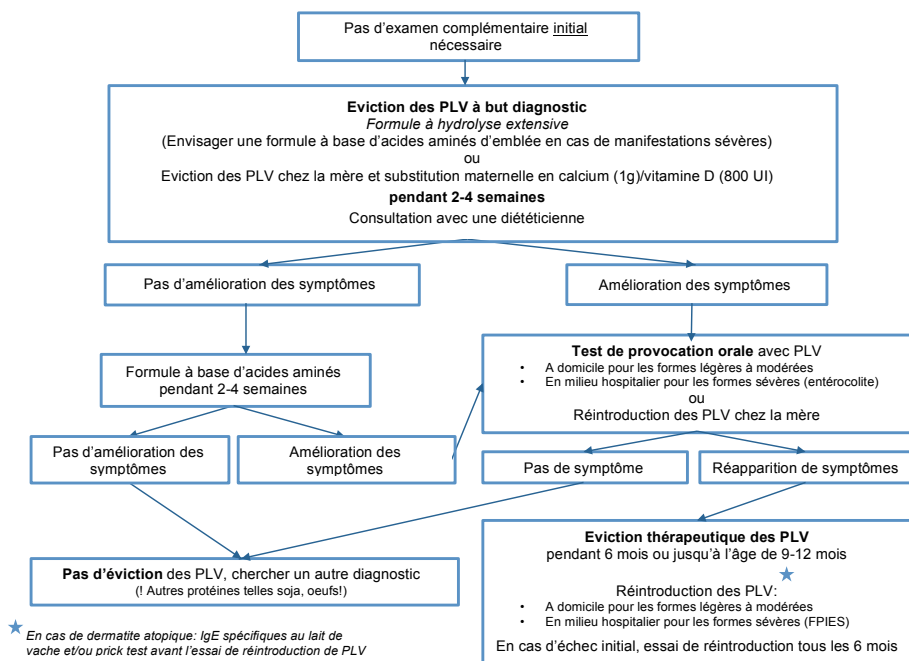 Pas d'examen complémentaire initial
nécessaire
Eviction des PLV à but diagnostic
Formule à hydrolyse extensive
(Envisager une formule à base d'acides aminés d'emblée en cas de manifestations sévères)
ou
Eviction des PLV chez la mère et substitution maternelle en calcium (1g)/vitamine D (800 UI)
pendant 2-4 semaines
Consultation avec une diététicienne
Pas d'amélioration des symptômes
Amélioration des symptômes
Formule à base d'acides aminés
pendant 2-4 semaines
Test de provocation orale avec PLV
• A domicile pour les formes légères à modérées
• En milieu hospitalier pour les formes sévères (entérocolite)
ou
Réintroduction des PLV chez la mère
Pas d'amélioration des
symptômes
Amélioration des
symptômes
Pas de symptôme
Réapparition de symptômes
Pas d'éviction des PLV, chercher un autre diagnostic
(! Autres protéines telles soja, oeufs!)
Eviction thérapeutique des PLV
pendant 6 mois ou jusqu'à l'âge de 9-12 mois
Réintroduction des PLV:
• A domicile pour les formes légères à modérées
• En milieu hospitalier pour les formes sévères (FPIES)
En cas d'échec initial, essai de réintroduction tous les 6 mois
En cas de dermatite atopique: IgE spécifiques au lait de
vache et/ou prick test avant l'essai de réintroduction de PLV